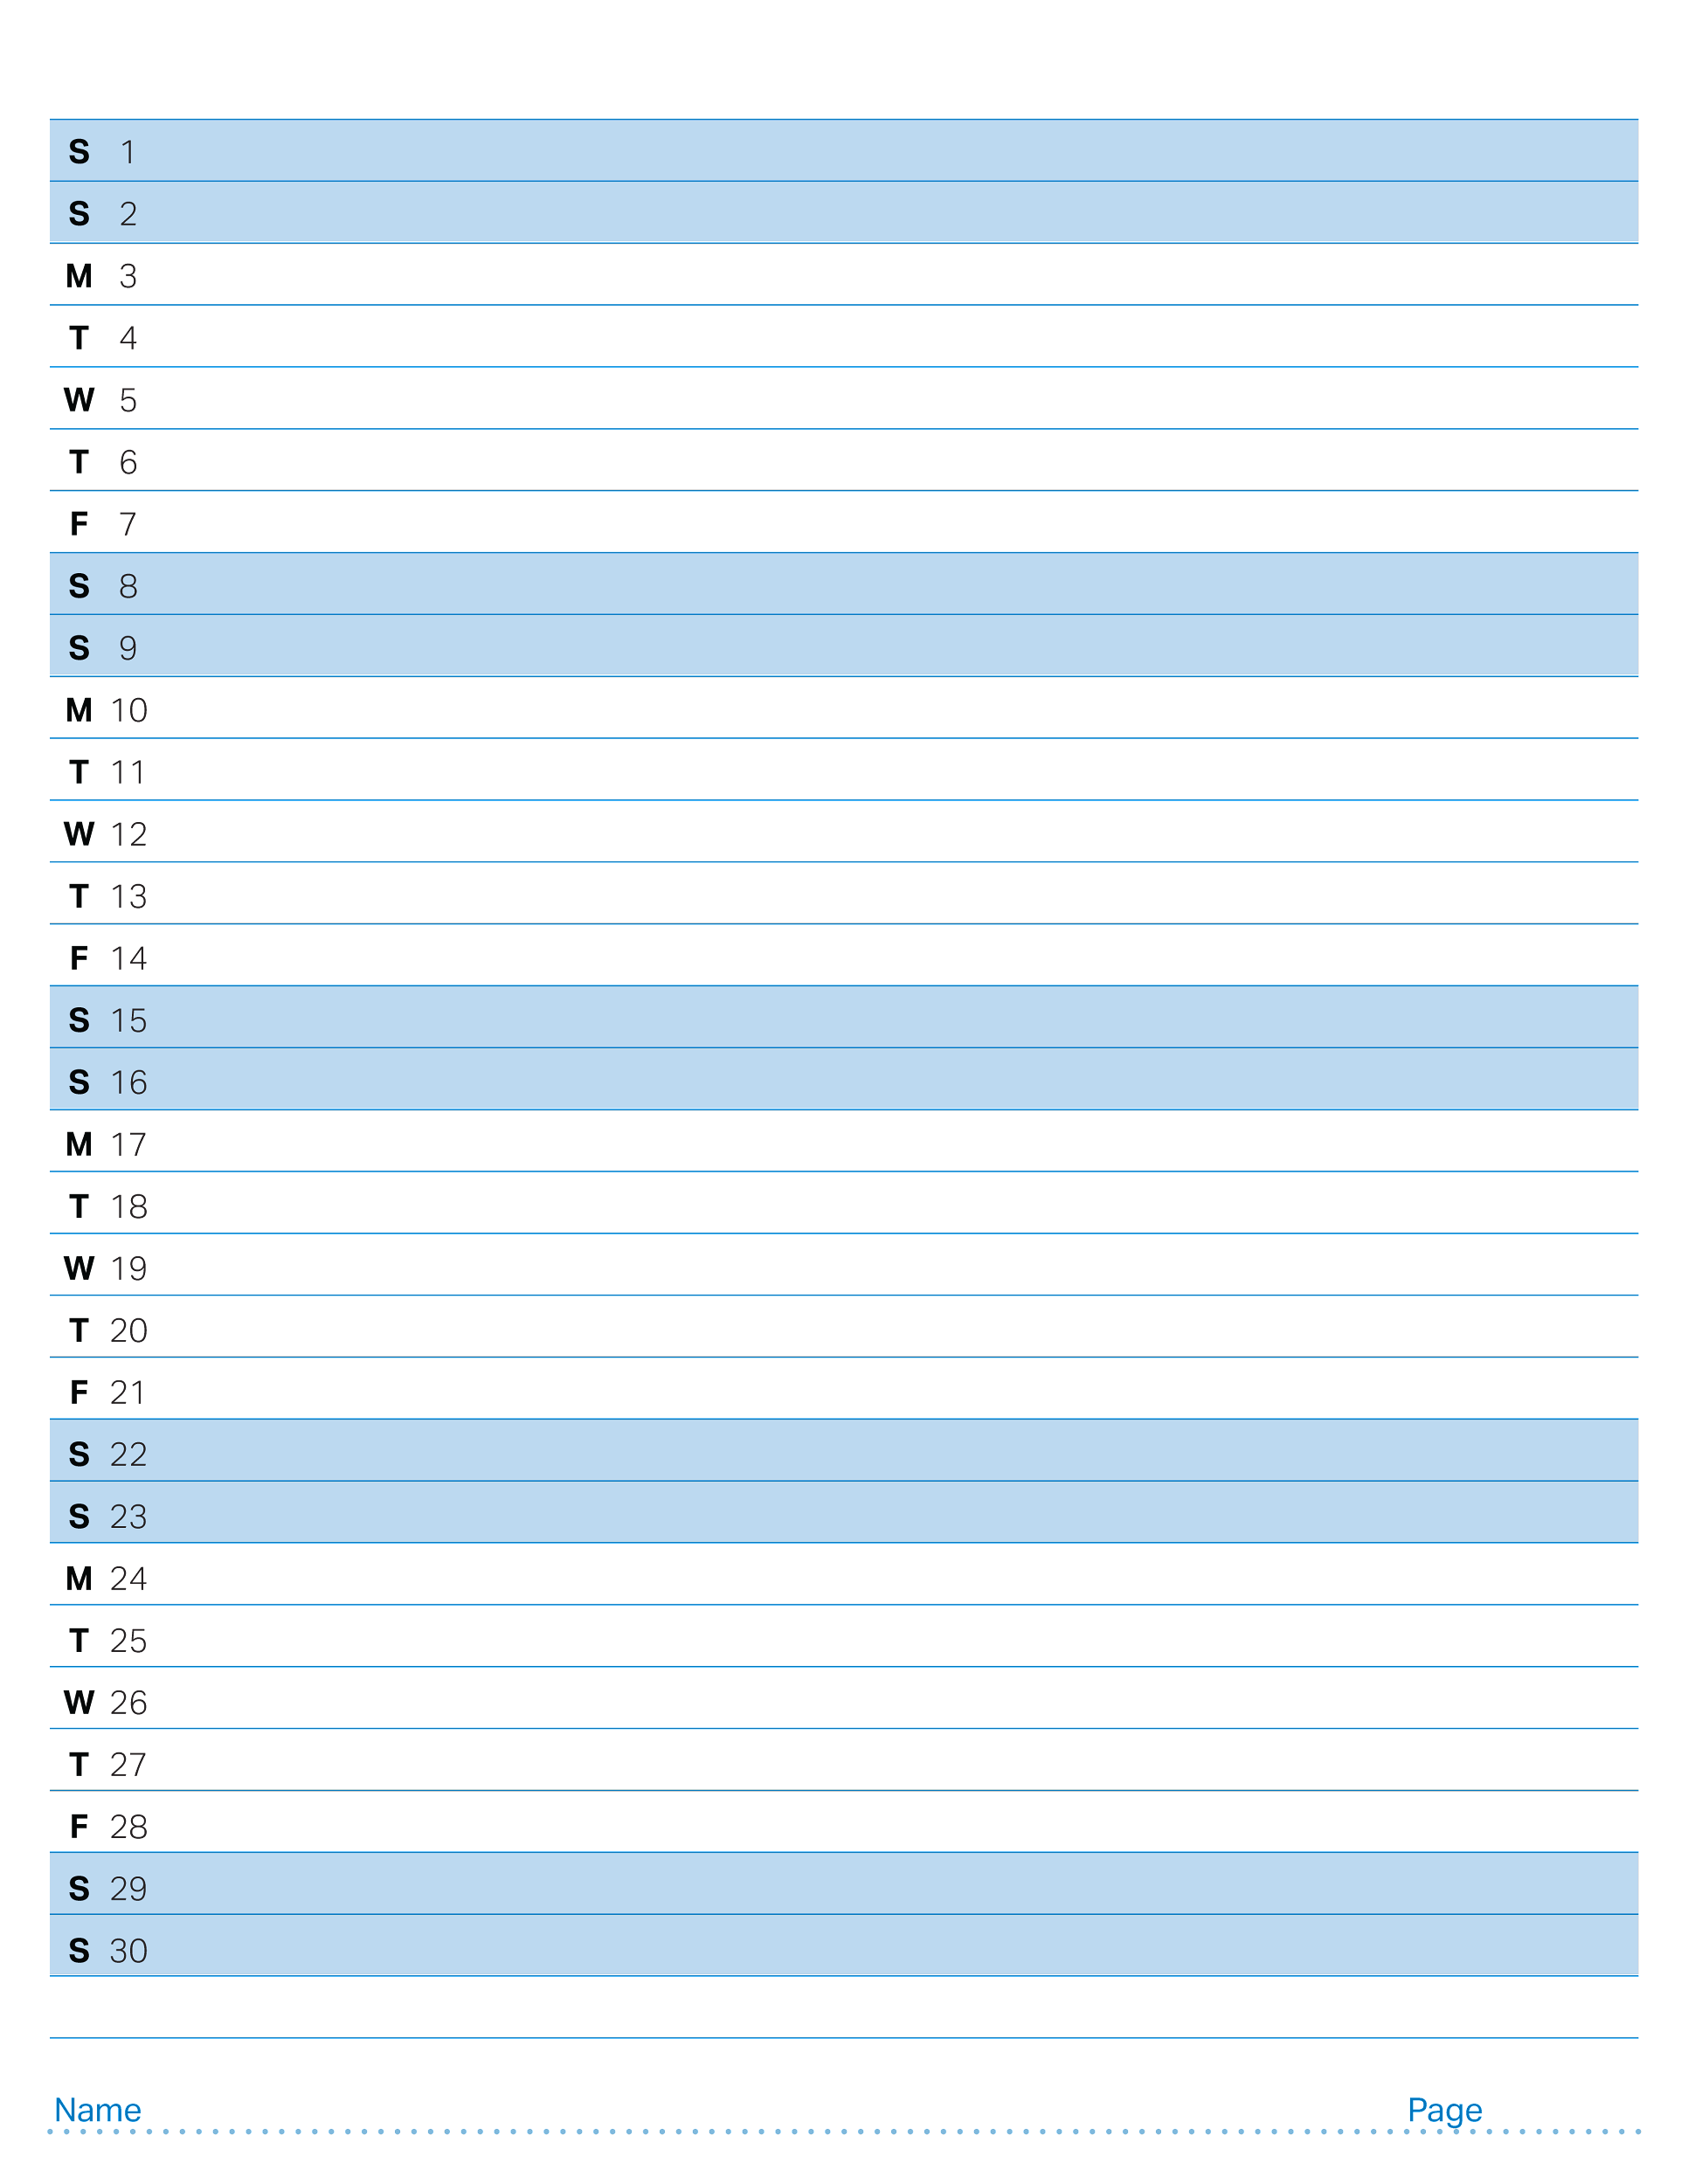 S 1
S 2
M 3
T 4
W 5
T 6
F 7
S 8
S 9
M 10
T 11
W 12
T 13
F 14
S 15
S 16
M 17
T 18
W 19
T 20
F 21
S 22
S 23
M 24
T 25
W 26
T 27
F 28
S 29
S 30
Name Page